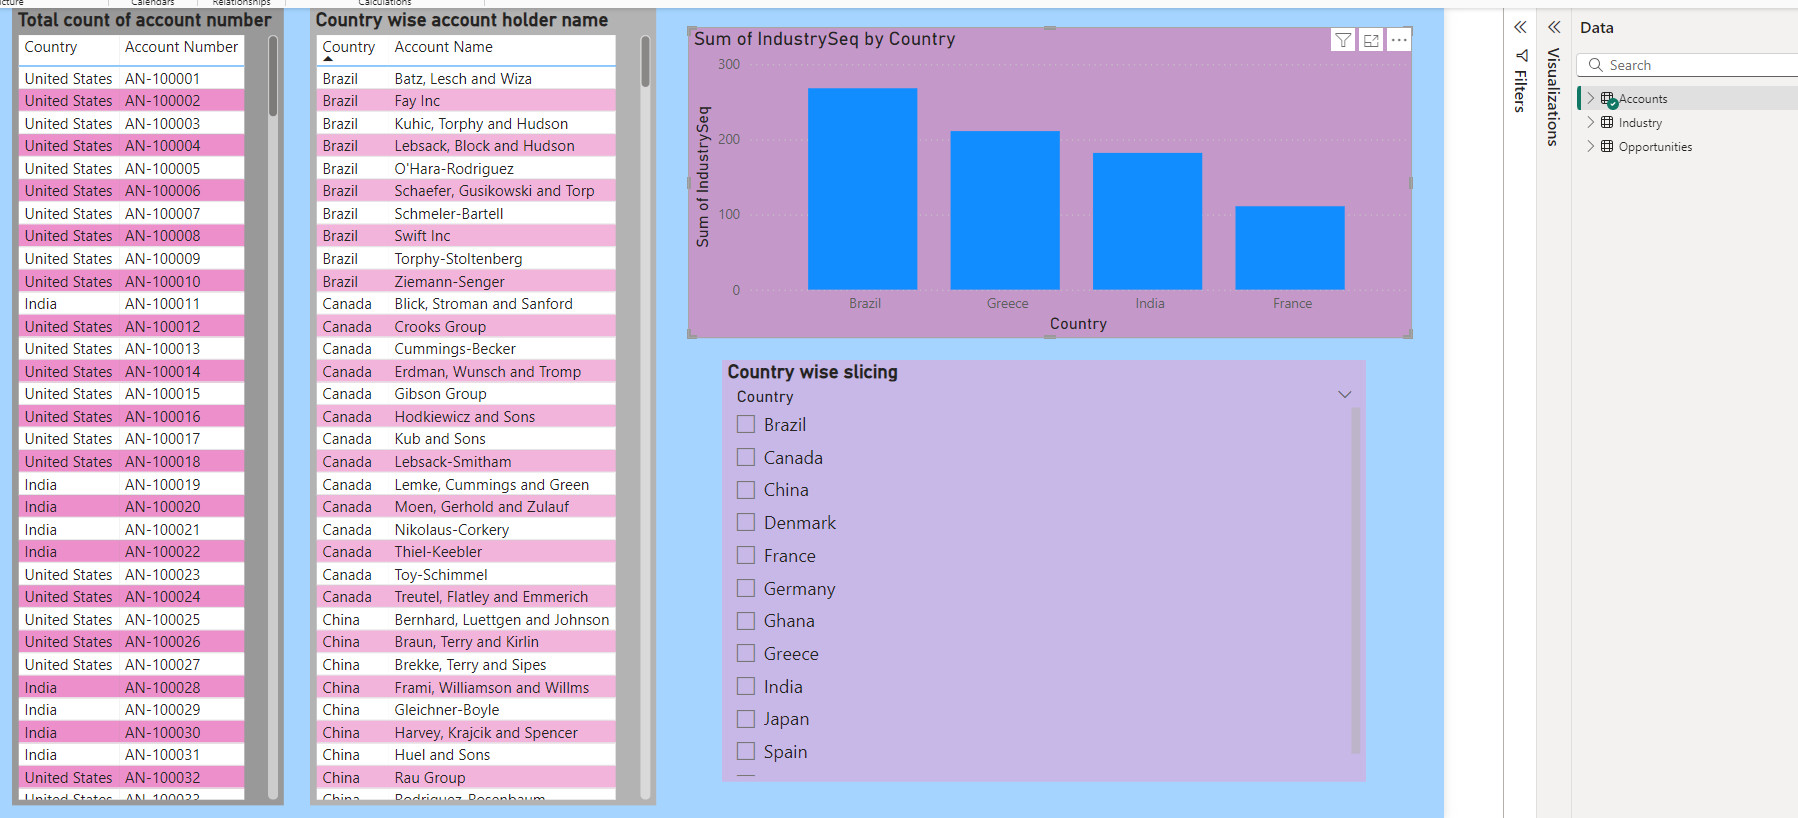 cture
Calendars
Relationships
Calculations
Total count of account number
Country Account Number
United States AN-100001
United States AN-100002
United States AN-100003
United States AN-100004
United States AN-100005
United States AN-100006
United States AN-100007
United States AN-100008
United States AN-100009
United States AN-100010
India AN-100011
United States AN-100012
United States AN-100013
United States AN-100014
United States AN-100015
United States AN-100016
United States AN-100017
United States AN-100018
India AN-100019
India AN-100020
India AN-100021
India AN-100022
United States AN-100023
United States AN-100024
United States AN-100025
United States AN-100026
United States AN-100027
India AN-100028
India AN-100029
India AN-100030
India AN-100031
United States AN-100032
United States AN-100033
Country wise account holder name
Country Account Name
Brazil Batz, Lesch and Wiza
Brazil Fay Inc
Brazil Kuhic, Torphy and Hudson
Brazil Lebsack, Block and Hudson
Brazil O'Hara-Rodriguez
Brazil Schaefer, Gusikowski and Torp
Brazil Schmeler-Bartell
Brazil Swift Inc
Brazil Torphy-Stoltenberg
Brazil Ziemann-Senger
Canada Blick, Stroman and Sanford
Canada Crooks Group
Canada Cummings-Becker
Canada Erdman, Wunsch and Tromp
Canada Gibson Group
Canada Hodkiewicz and Sons
Canada Kub and Sons
Canada Lebsack-Smitham
Canada Lemke, Cummings and Green
Canada Moen, Gerhold and Zulauf
Canada Nikolaus-Corkery
Canada Thiel-Keebler
Canada Toy-Schimmel
Canada Treutel, Flatley and Emmerich
China Bernhard, Luettgen and Johnson
China Braun, Terry and Kirlin
China Brekke, Terry and Sipes
China Frami, Williamson and Willms
China Gleichner-Boyle
China Harvey, Krajcik and Spencer
China Huel and Sons
China Rau Group
China Rodriguez-Rosenbaum
Sum of IndustrySeq by Country
Sum of IndustrySeq
300
200
100
0
Brazil Greece India France
Country
Country wise slicing
Country
Brazil
Canada
China
Denmark
France
Germany
Ghana
Greece
India
Japan
Spain
Filters
Visualizations
Data
Search
Accounts
Industry
Opportunities